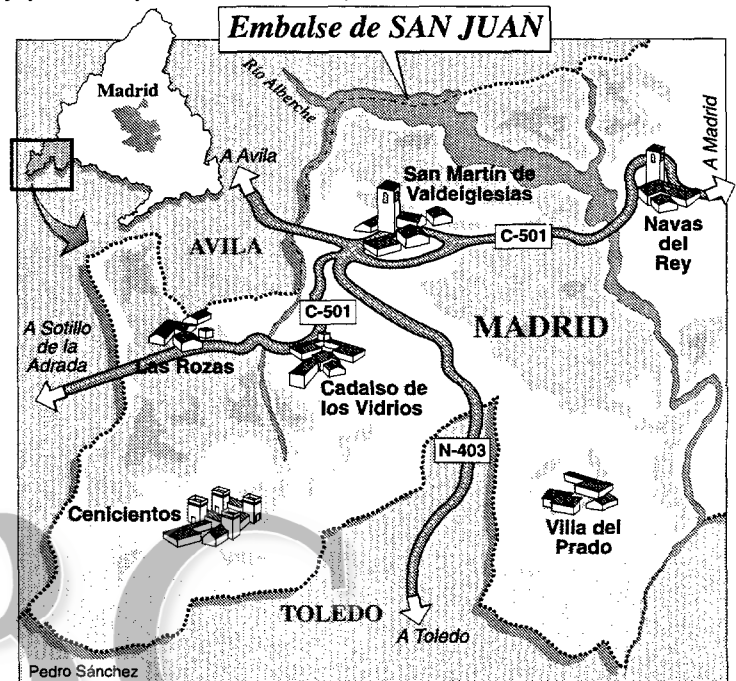 Embalse de SAN JUAN
Madrid
Río Alberche
A Avila
San Martín de
Valdeiglesias
A Madrid
Navas
del
Rey
C-501
AVILA
C-501
MADRID
A Sotillo
de la
Adrada
Las Rozas
Cadalso de
los Vidrios
N-403
Cenicientos
Villa del
Prado
TOLEDO
A Toledo
Pedro Sánchez